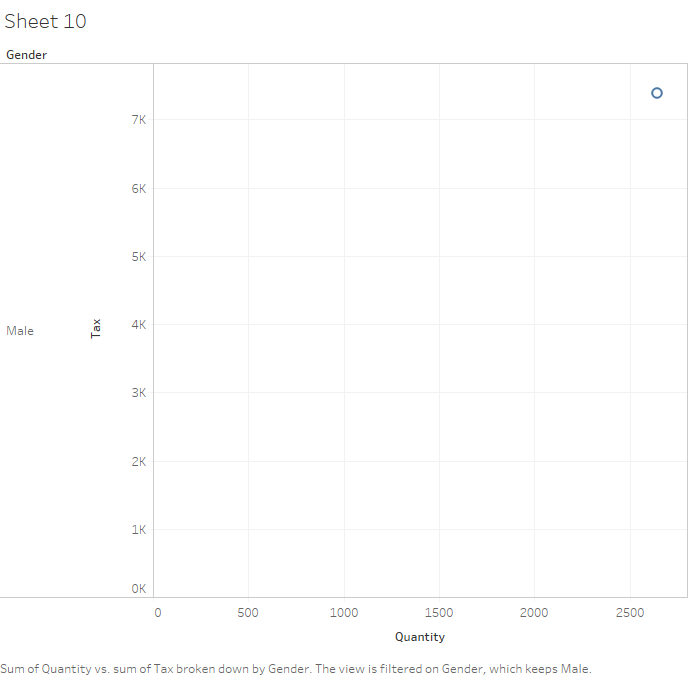 Sheet 10
Gender
Male
Tax
7K
6K
5K
4K
3K
2K
1K
0K
0 500 1000 1500 2000 2500
Quantity
Sum of Quantity vs. sum of Tax broken down by Gender. The view is filtered on Gender, which keeps Male.